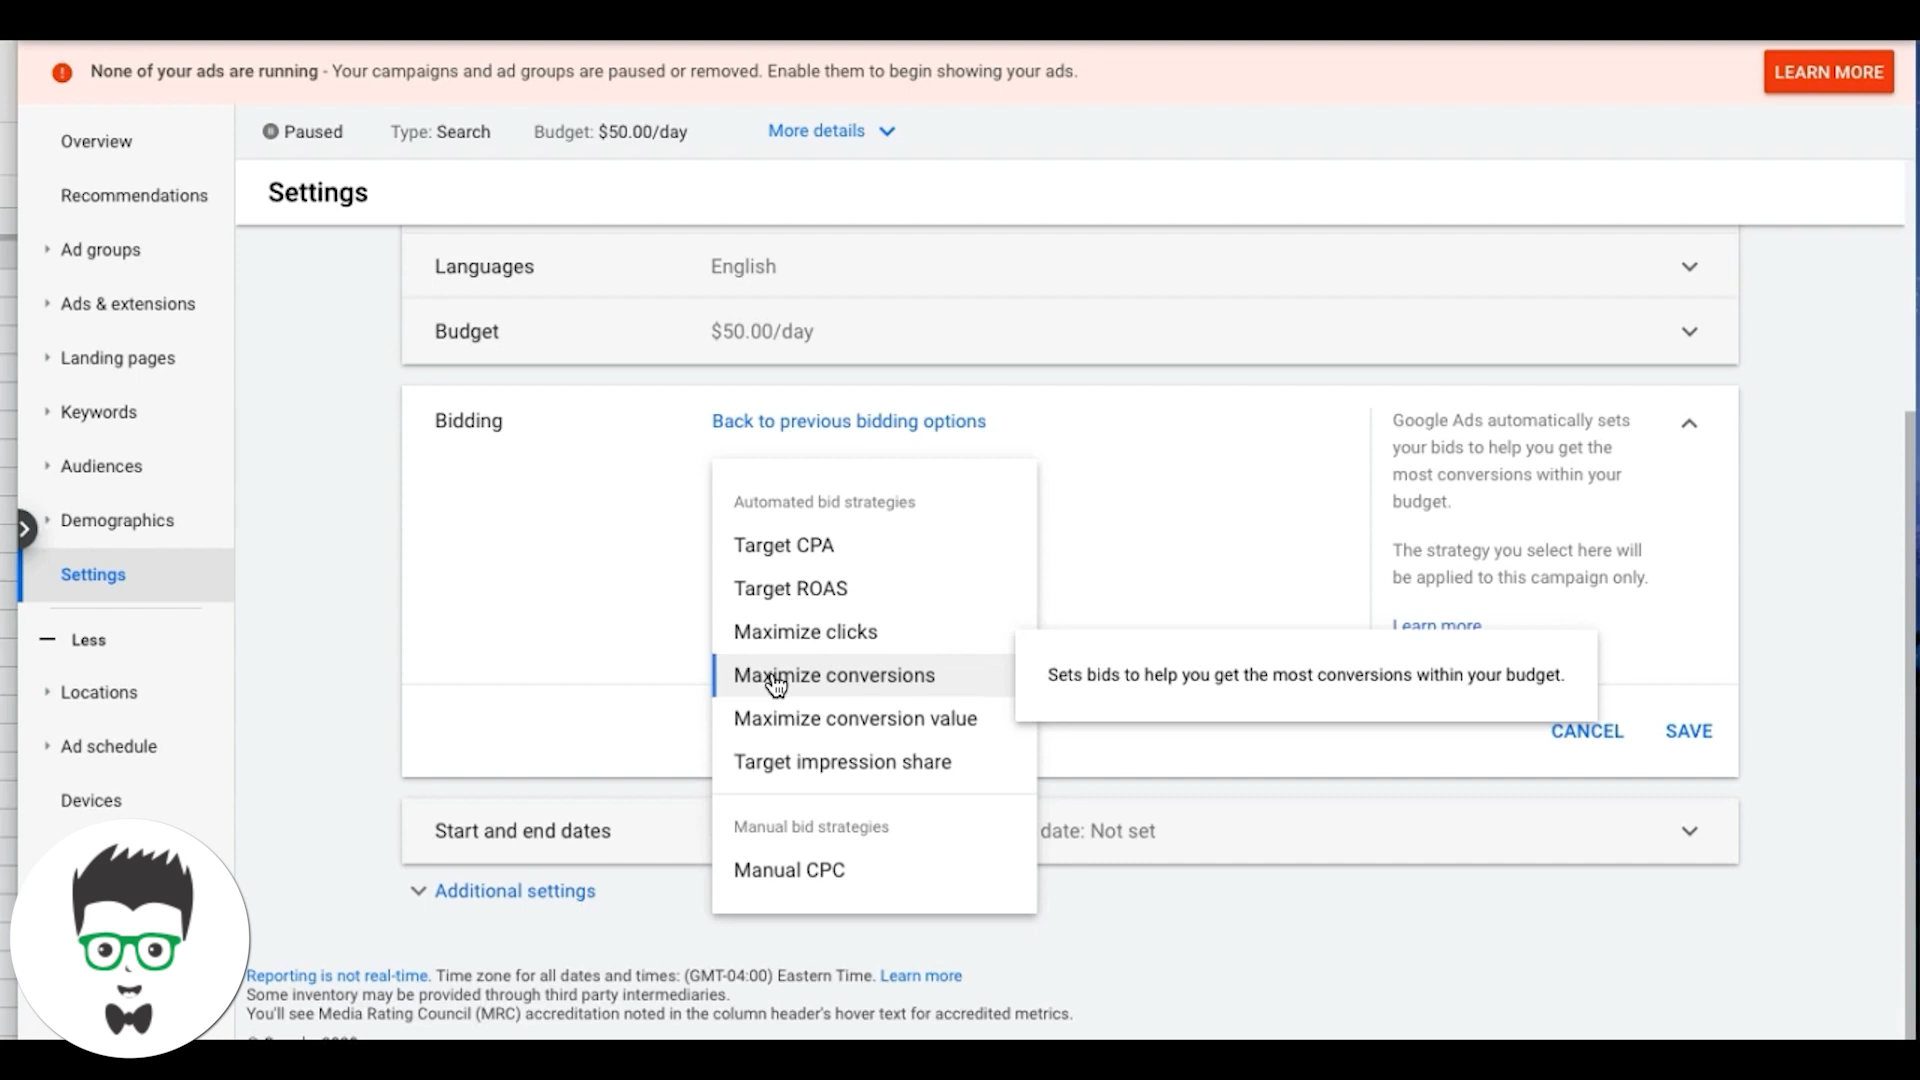 None of your ads are running - Your campaigns and ad groups are paused or removed. Enable them to begin showing your ads.
LEARN MORE
Overview
Recommendations
Ad groups
Ads & extensions
Landing pages
Keywords
Audiences
Demographics
Settings
Less
Locations
Ad schedule
Devices
Paused
Type: Search
Budget: $50.00/day
More details
Settings
Languages
English
Budget
$50.00/day
Bidding
Back to previous bidding options
Automated bid strategies
Target CPA
Target ROAS
Maximize clicks
Maximize conversions
Maximize conversion value
Target impression share
Manual bid strategies
Manual CPC
Google Ads automatically sets
your bids to help you get the
most conversions within your
budget.
The strategy you select here will
be applied to this campaign only.
Learn more
Sets bids to help you get the most conversions within your budget.
CANCEL
SAVE
Start and end dates
date: Not set
Additional settings
Reporting is not real-time. Time zone for all dates and times: (GMT-04:00) Eastern Time. Learn more
Some inventory may be provided through third party intermediaries.
You'll see Media Rating Council (MRC) accreditation noted in the column header's hover text for accredited metrics.